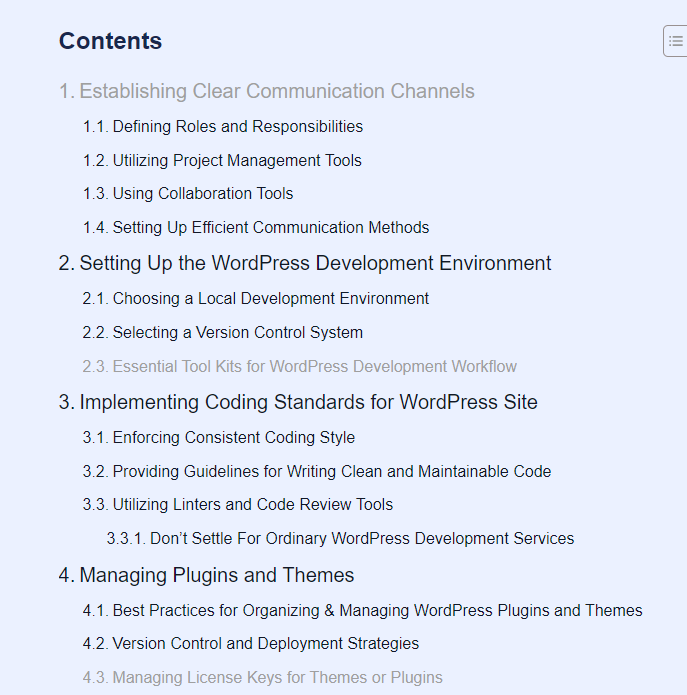 Contents
1. Establishing Clear Communication Channels
1.1. Defining Roles and Responsibilities
1.2. Utilizing Project Management Tools
1.3. Using Collaboration Tools
1.4. Setting Up Efficient Communication Methods
2. Setting Up the WordPress Development Environment
2.1. Choosing a Local Development Environment
2.2. Selecting a Version Control System
2.3. Essential Tool Kits for WordPress Development Workflow
3. Implementing Coding Standards for WordPress Site
3.1. Enforcing Consistent Coding Style
3.2. Providing Guidelines for Writing Clean and Maintainable Code
3.3. Utilizing Linters and Code Review Tools
3.3.1. Don’t Settle For Ordinary WordPress Development Services
4. Managing Plugins and Themes
4.1. Best Practices for Organizing & Managing WordPress Plugins and Themes
4.2. Version Control and Deployment Strategies
4.3. Managing License Keys for Themes or Plugins